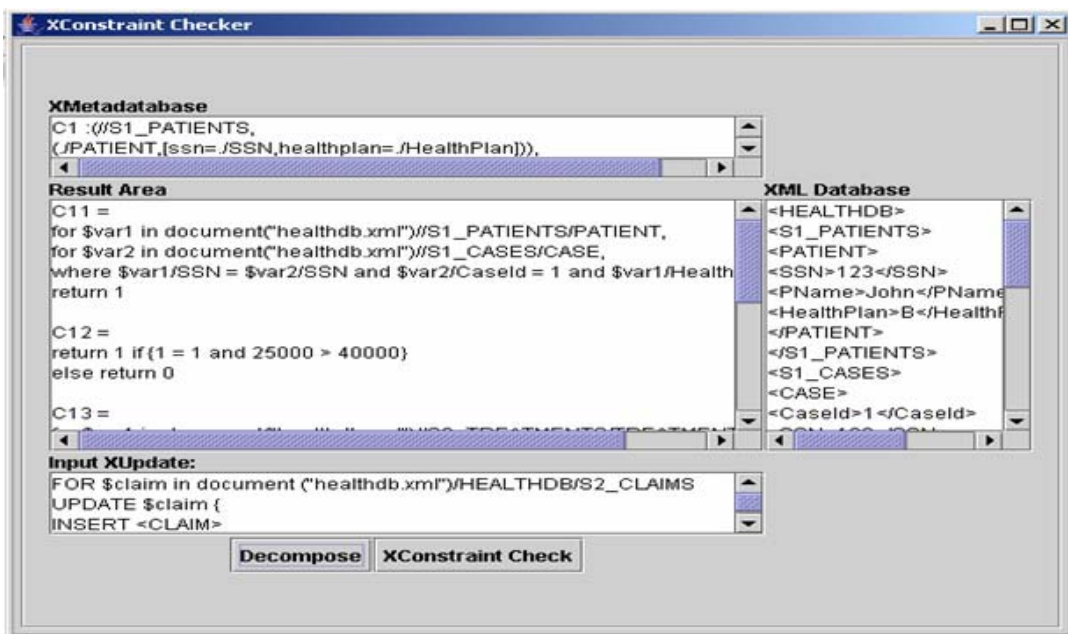 XConstraint Checker
XMetadatabase
C1 :(//S1_PATIENTS,
(./PATIENT,[ssn=./SSN,healthplan=./HealthPlan])),
Result Area
C11 =
for $var1 in document("healthdb.xml")//S1_PATIENTS/PATIENT,
for $var2 in document("healthdb.xml")//S1_CASES/CASE,
where $var1/SSN = $var2/SSN and $var2/CaseId = 1 and $var1/Health
return 1
C12 =
return 1 if {1 = 1 and 25000 > 40000}
else return 0
C13 =
XML Database
<HEALTHDB>
<S1_PATIENTS>
<PATIENT>
<SSN>123</SSN>
<PName>John</PName
<HealthPlan>B</HealthP
</PATIENT>
</S1_PATIENTS>
<S1_CASES>
<CASE>
<CaseId>1</CaseId>
Input XUpdate:
FOR $claim in document ("healthdb.xml")/HEALTHDB/S2_CLAIMS
UPDATE $claim {
INSERT <CLAIM>
Decompose XConstraint Check